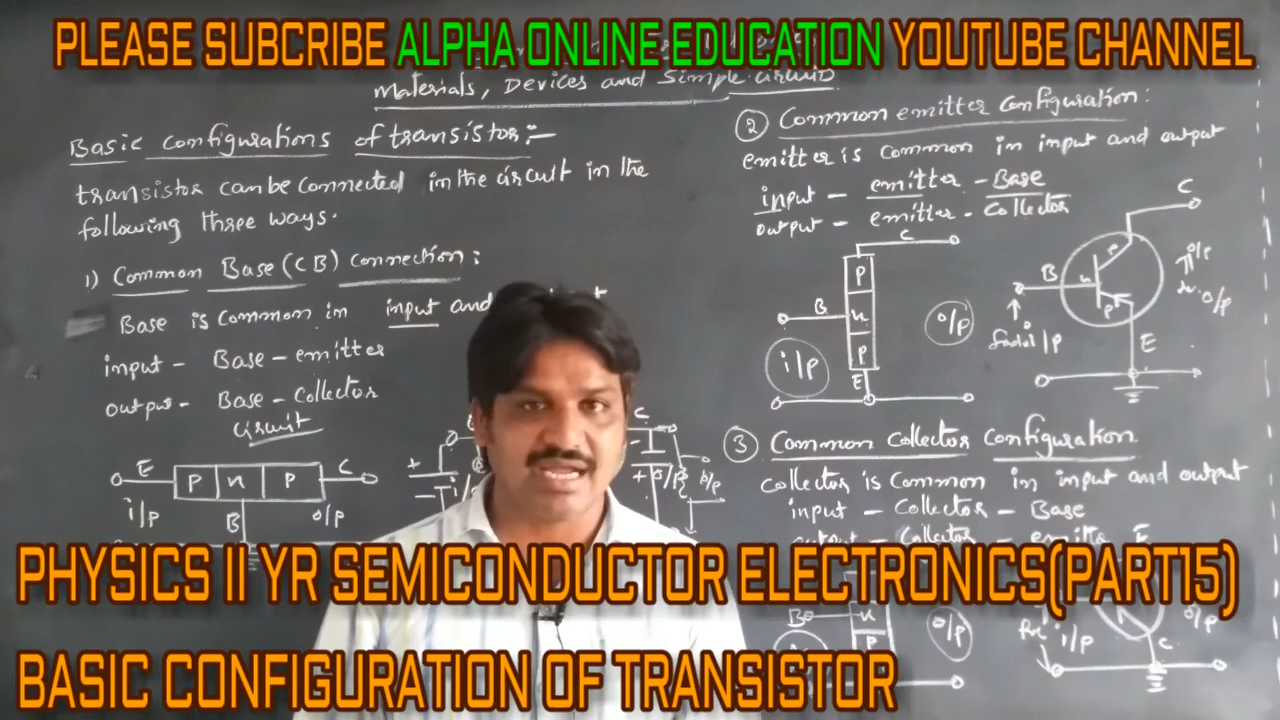 PLEASE SUBCRIBE ALPHA ONLINE EDUCATION YOUTUBE CHANNEL
Materials, Devices and Simple circuit
Basic configurations of transistor:-
transistor can be connected in the circuit in the
following three ways.
1) Common Base (CB) connection:
Base is common in input and
input - Base - emitter
output - Base - collector
circuit
E P n P C
i/p B o/p
C
+ i/p
+ o/p o/p
② Common emitter Configuration:
emitter is common in input and output
input - emitter - Base
output - emitter - Collector
C
P
B n
P
i/p E o/p
C
B n P
P
o/p
o/p
i/p E
③ Common Collector Configuration.
Collector is Common in input and output
input - Collector - Base
output - Collector - emitter
E
B n
P
o/p
i/p C o/p
PHYSICS II YR SEMICONDUCTOR ELECTRONICS(PART15)
BASIC CONFIGURATION OF TRANSISTOR